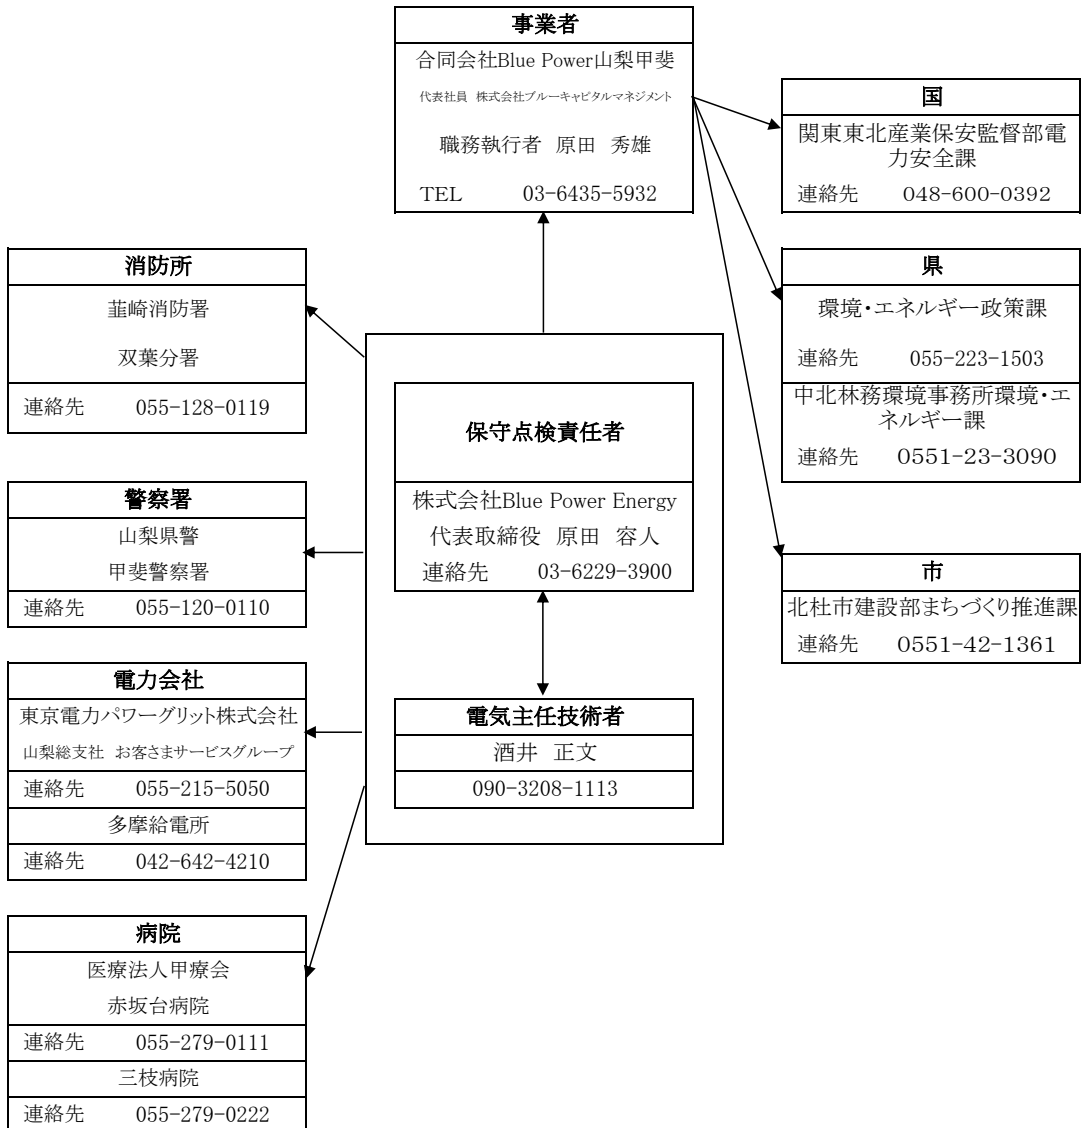 事業者
合同会社Blue Power山梨甲斐
代表社員 株式会社ブルーキャピタルマネジメント
職務執行者 原田 秀雄
TEL 03-6435-5932
国
関東東北産業保安監督部電
力安全課
連絡先 048-600-0392
県
環境・エネルギー政策課
連絡先 055-223-1503
中北林務環境事務所環境・エ
ネルギー課
連絡先 0551-23-3090
市
北杜市建設部まちづくり推進課
連絡先 0551-42-1361
消防所
韮崎消防署
双葉分署
連絡先 055-128-0119
警察署
山梨県警
甲斐警察署
連絡先 055-120-0110
電力会社
東京電力パワーグリット株式会社
山梨総支社 お客さまサービスグループ
連絡先 055-215-5050
多摩給電所
連絡先 042-642-4210
病院
医療法人甲療会
赤坂台病院
連絡先 055-279-0111
三枝病院
連絡先 055-279-0222
保守点検責任者
株式会社Blue Power Energy
代表取締役 原田 容人
連絡先 03-6229-3900
電気主任技術者
酒井 正文
090-3208-1113